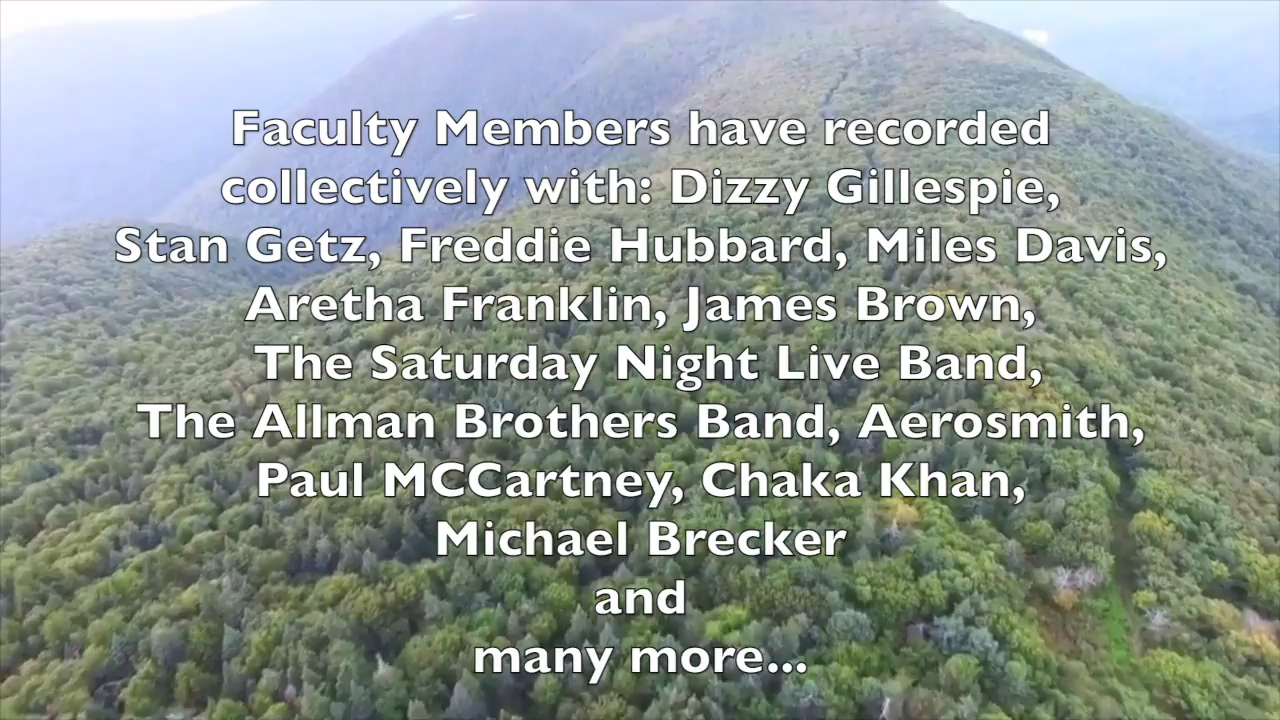 Faculty Members have recorded
collectively with: Dizzy Gillespie,
Stan Getz, Freddie Hubbard, Miles Davis,
Aretha Franklin, James Brown,
The Saturday Night Live Band,
The Allman Brothers Band, Aerosmith,
Paul MCCartney, Chaka Khan,
Michael Brecker
and
many more...